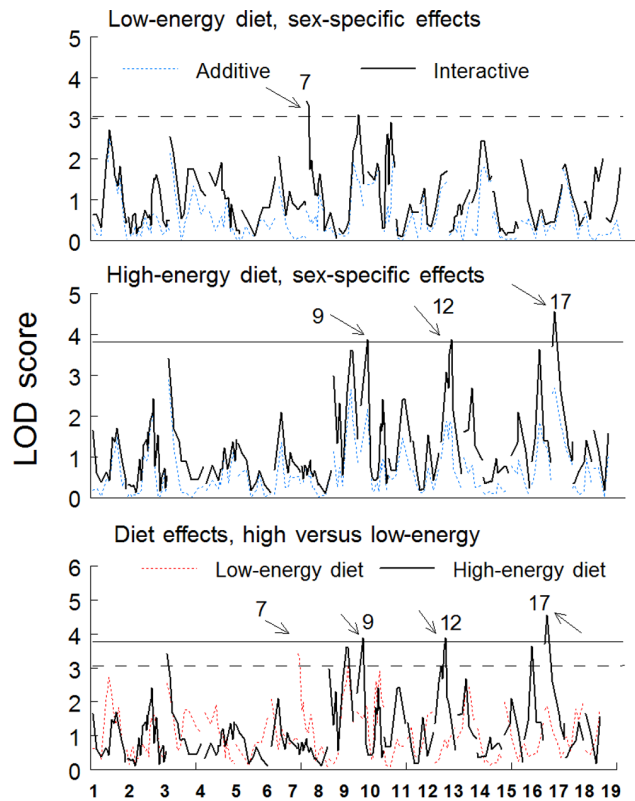 Low-energy diet, sex-specific effects
5
Additive Interactive
4
7
3
2
1
0
High-energy diet, sex-specific effects
5
17
9 12
4
3
2
1
0
LOD score
Diet effects, high versus low-energy
6
Low-energy diet High-energy diet
5
7 9 12 17
4
3
2
1
0
1 2 3 4 5 6 7 8 9 10 11 12 13 14 15 16 17 18 19